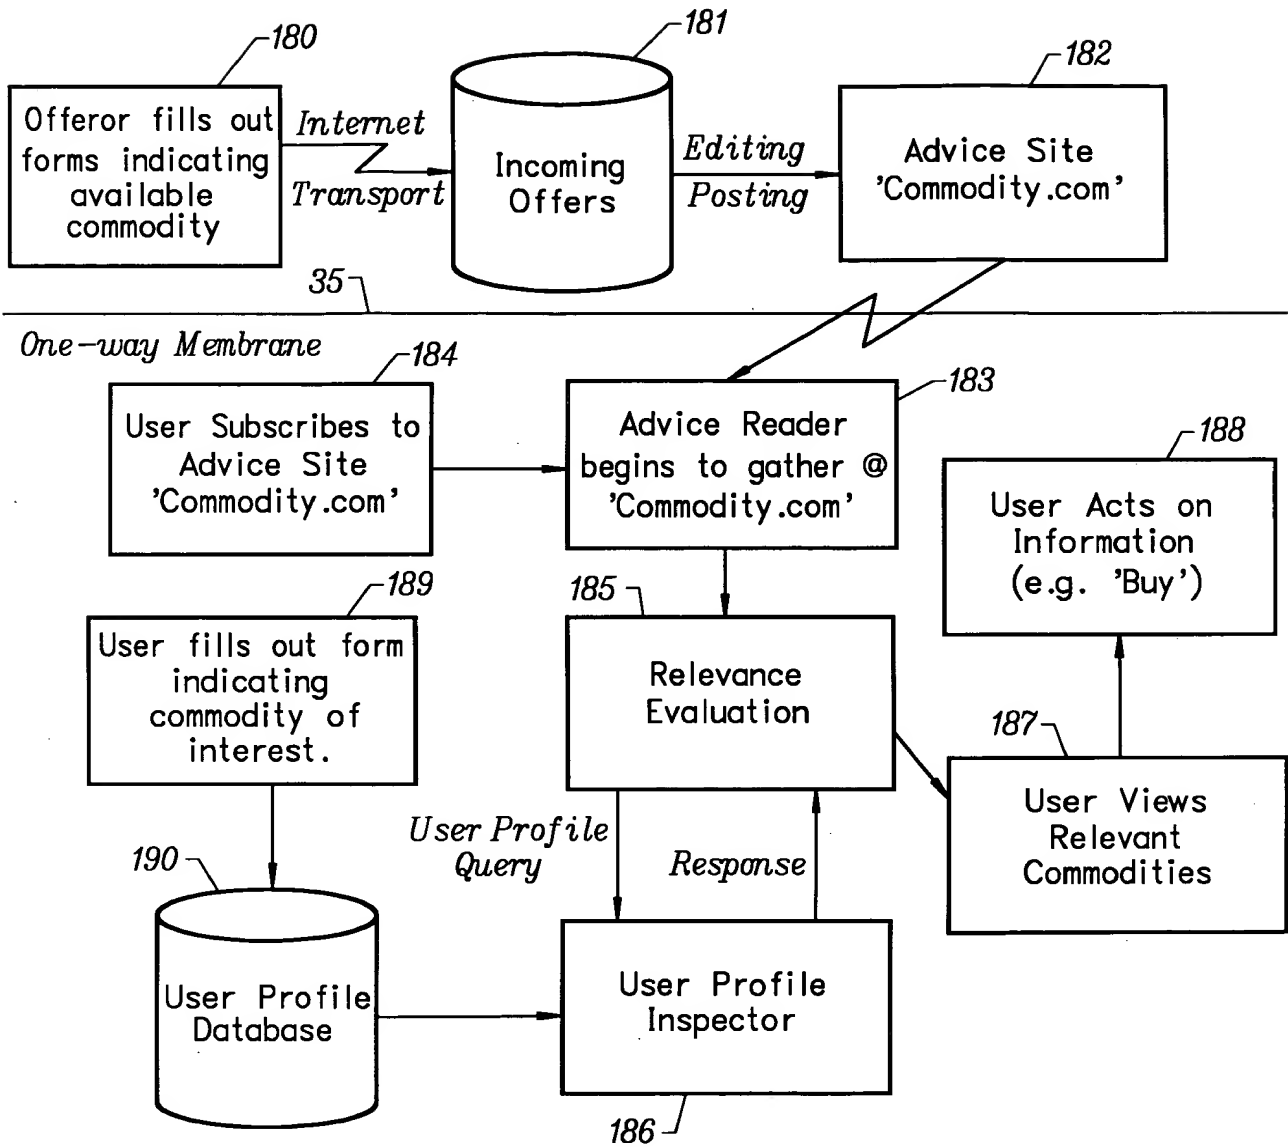 180
Offeror fills out
forms indicating
available
commodity
Internet
Transport
181
Incoming
Offers
Editing
Posting
182
Advice Site
'Commodity.com'
35
One-way Membrane
184
User Subscribes to
Advice Site
'Commodity.com'
183
Advice Reader
begins to gather @
'Commodity.com'
188
User Acts on
Information
(e.g. 'Buy')
189
User fills out form
indicating
commodity of
interest.
185
Relevance
Evaluation
187
User Views
Relevant
Commodities
User Profile
Query
Response
190
User Profile
Database
User Profile
Inspector
186